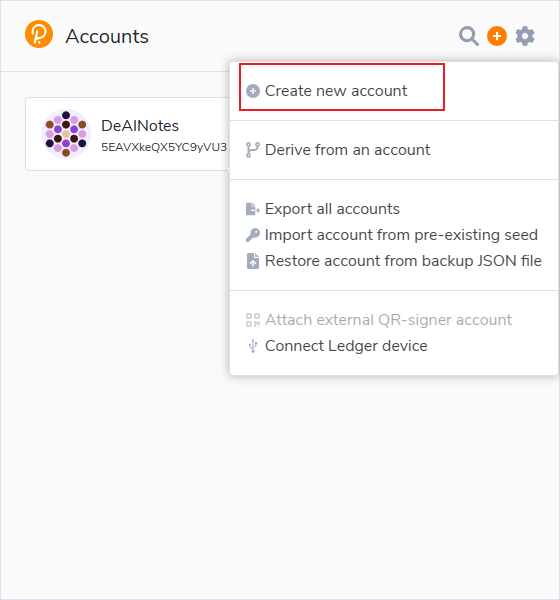 Accounts
Create new account
DeAINotes
5EAVXkeQX5YC9yVU3
Derive from an account
Export all accounts
Import account from pre-existing seed
Restore account from backup JSON file
Attach external QR-signer account
Connect Ledger device